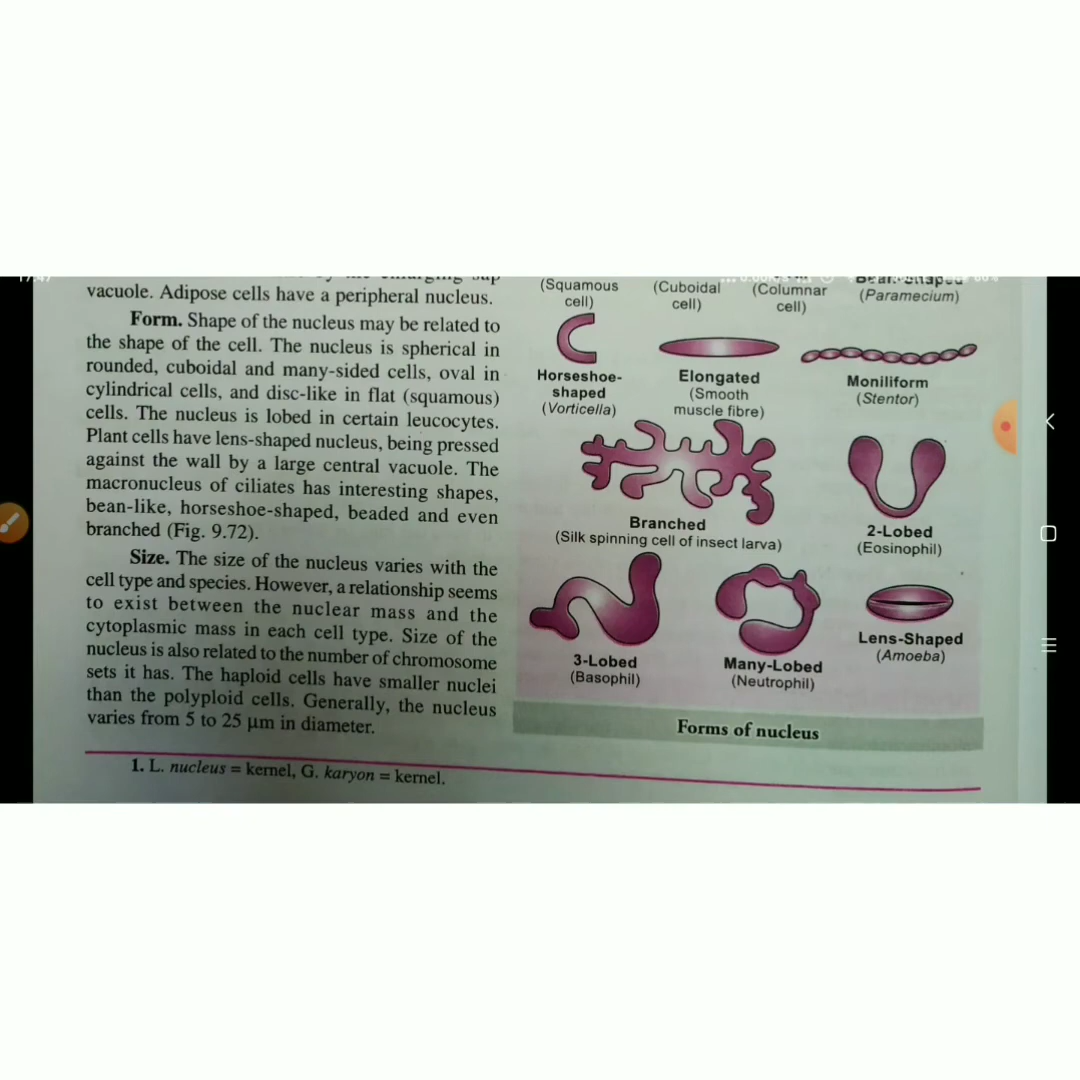 vacuole. Adipose cells have a peripheral nucleus.
Form. Shape of the nucleus may be related to
the shape of the cell. The nucleus is spherical in
rounded, cuboidal and many-sided cells, oval in
cylindrical cells, and disc-like in flat (squamous)
cells. The nucleus is lobed in certain leucocytes.
Plant cells have lens-shaped nucleus, being pressed
against the wall by a large central vacuole. The
macronucleus of ciliates has interesting shapes,
bean-like, horseshoe-shaped, beaded and even
branched (Fig. 9.72).
Size. The size of the nucleus varies with the
cell type and species. However, a relationship seems
to exist between the nuclear mass and the
cytoplasmic mass in each cell type. Size of the
nucleus is also related to the number of chromosome
sets it has. The haploid cells have smaller nuclei
than the polyploid cells. Generally, the nucleus
varies from 5 to 25 μm in diameter.
1. L. nucleus = kernel, G. karyon = kernel.
(Squamous
cell)
(Cuboidal
cell)
(Columnar
cell)
(Paramecium)
Horseshoe-
shaped
(Vorticella)
Elongated
(Smooth
muscle fibre)
Moniliform
(Stentor)
Branched
(Silk spinning cell of insect larva)
2-Lobed
(Eosinophil)
3-Lobed
(Basophil)
Many-Lobed
(Neutrophil)
Lens-Shaped
(Amoeba)
Forms of nucleus